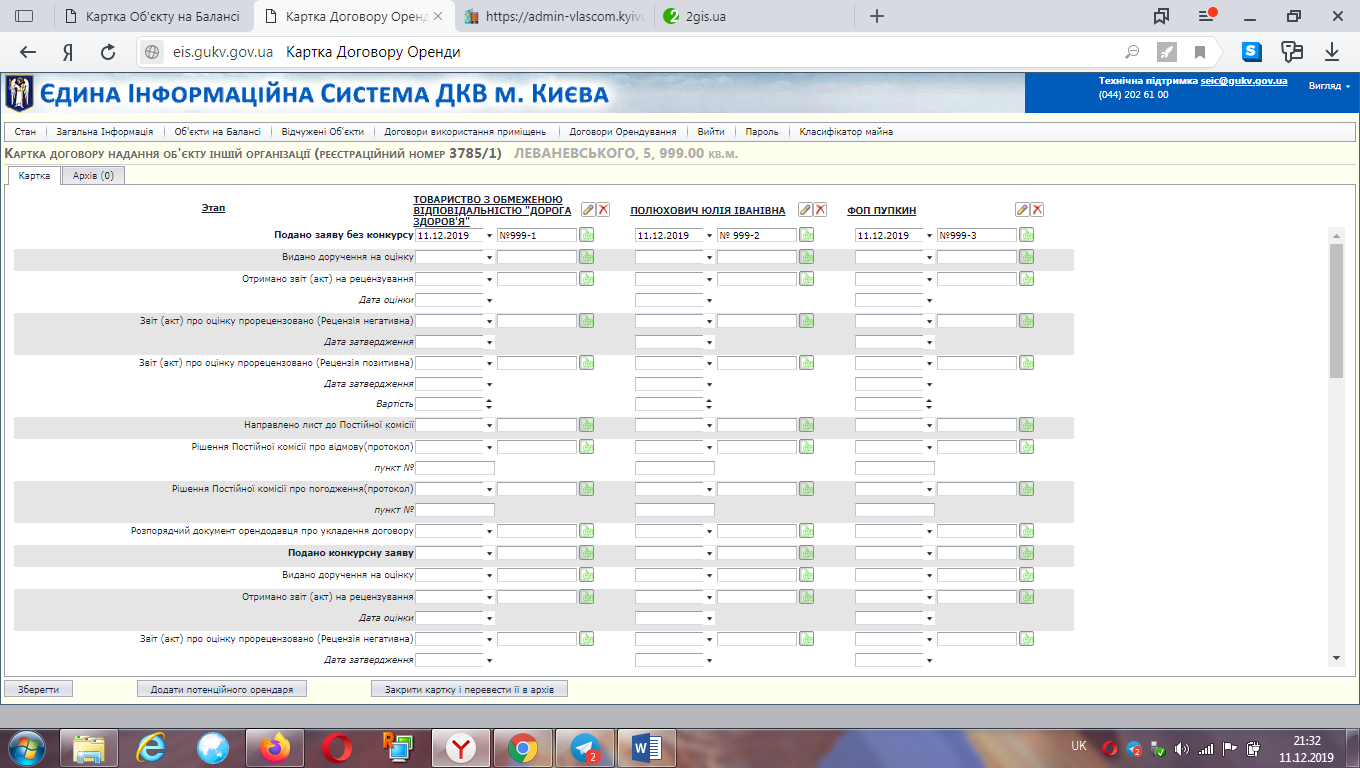 Картка Об'єкту на Балансі
Картка Договору Оренд
https://admin-vlascom.kyivc
2gis.ua
eis.gukv.gov.ua Картка Договору Оренди
Єдина Інформаційна Система ДКВ м. Києва
Технічна підтримка seic@gukv.gov.ua
(044) 202 61 00
Вигляд
Стан Загальна Інформація Об'єкти на Балансі Відчужені Об'єкти Договори використання приміщень Договори Орендування Вийти Пароль Класифікатор майна
Картка договору надання об'єкту іншій організації (реєстраційний номер 3785/1) ЛЕВАНЕВСЬКОГО, 5, 999.00 кв.м.
Картка Архів (0)
Этап
ТОВАРИСТВО З ОБМЕЖЕНОЮ
ВІДПОВІДАЛЬНІСТЮ "ДОРОГА
ЗДОРОВ'Я"
ПОЛЮХОВИЧ ЮЛІЯ ІВАНІВНА
ФОП ПУПКИН
Подано заяву без конкурсу 11.12.2019 №999-1 11.12.2019 № 999-2 11.12.2019 №999-3
Видано доручення на оцінку
Отримано звіт (акт) на рецензування
Дата оцінки
Звіт (акт) про оцінку прорецензовано (Рецензія негативна)
Дата затвердження
Звіт (акт) про оцінку прорецензовано (Рецензія позитивна)
Дата затвердження
Вартість
Направлено лист до Постійної комісії
Рішення Постійної комісії про відмову(протокол)
пункт №
Рішення Постійної комісії про погодження(протокол)
пункт №
Розпорядчий документ орендодавця про укладення договору
Подано конкурсну заяву
Видано доручення на оцінку
Отримано звіт (акт) на рецензування
Дата оцінки
Звіт (акт) про оцінку прорецензовано (Рецензія негативна)
Дата затвердження
Зберегти Додати потенційного орендаря Закрити картку і перевести її в архів
UK
21:32
11.12.2019